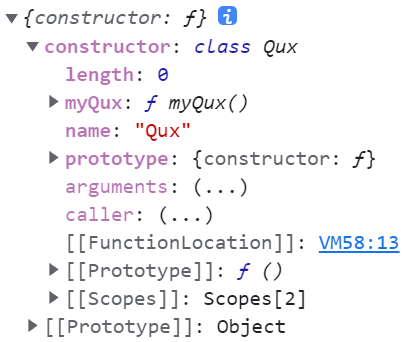 {constructor: ƒ} i
constructor: class Qux
length: 0
myQux: ƒ myQux()
name: "Qux"
prototype: {constructor: ƒ}
arguments: (...)
caller: (...)
[[FunctionLocation]]: VM58:13
[[Prototype]]: ƒ ()
[[Scopes]]: Scopes[2]
[[Prototype]]: Object